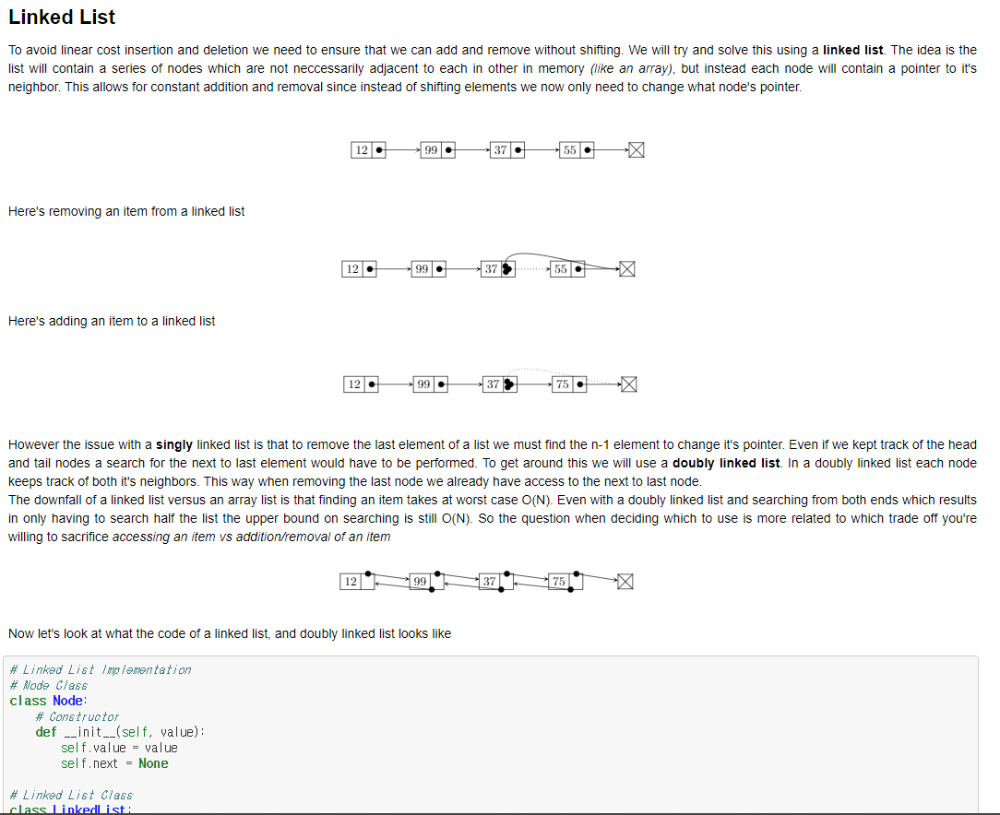 Linked List
To avoid linear cost insertion and deletion we need to ensure that we can add and remove without shifting. We will try and solve this using a linked list. The idea is the
list will contain a series of nodes which are not neccessarily adjacent to each in other in memory (like an array), but instead each node will contain a pointer to it's
neighbor. This allows for constant addition and removal since instead of shifting elements we now only need to change what node's pointer.
12 99 37 55
Here's removing an item from a linked list
12 99 37 55
Here's adding an item to a linked list
12 99 37 75
However the issue with a singly linked list is that to remove the last element of a list we must find the n-1 element to change it's pointer. Even if we kept track of the head
and tail nodes a search for the next to last element would have to be performed. To get around this we will use a doubly linked list. In a doubly linked list each node
keeps track of both it's neighbors. This way when removing the last node we already have access to the next to last node.
The downfall of a linked list versus an array list is that finding an item takes at worst case O(N). Even with a doubly linked list and searching from both ends which results
in only having to search half the list the upper bound on searching is still O(N). So the question when deciding which to use is more related to which trade off you're
willing to sacrifice accessing an item vs addition/removal of an item
12 99 37 75
Now let's look at what the code of a linked list, and doubly linked list looks like
# Linked List Implementation
# Node Class
class Node:
# Constructor
def __init__(self, value):
self.value = value
self.next = None
# Linked List Class
class LinkedList: